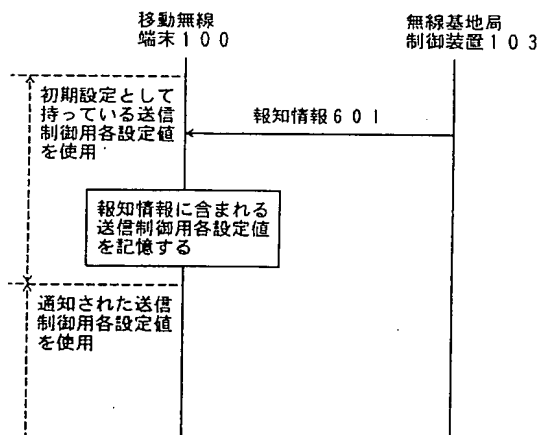 移動無線
端末100
無線基地局
制御装置103
初期設定として
持っている送信
制御用各設定値
を使用
報知情報601
報知情報に含まれる
送信制御用各設定値
を記憶する
通知された送信
制御用各設定値
を使用